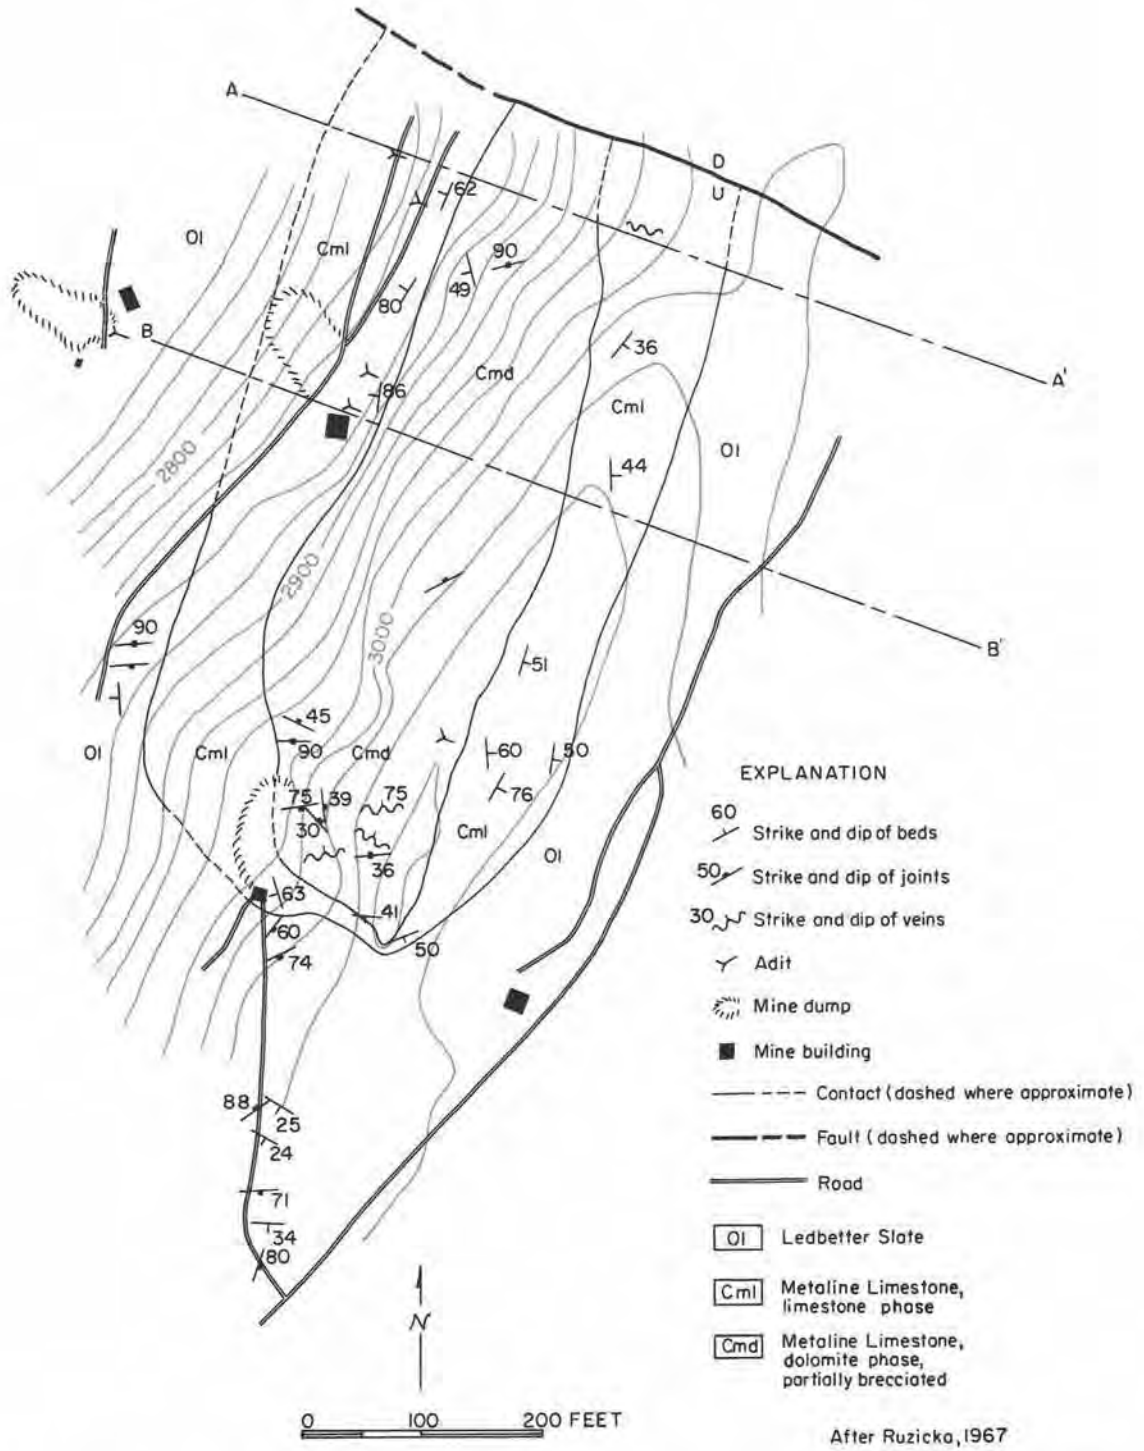 A
D
U
62
Ol
Cml
90
49
80
B
36
A'
Cmd
86
Cml
Ol
2800
44
2900
90
3000
B'
51
45
Ol
Cml
90
Cmd
60
50
75
39
75
76
30
Cml
36
Ol
63
41
60
50
74
88
25
24
71
34
80
N
EXPLANATION
60
Strike and dip of beds
50
Strike and dip of joints
30
Strike and dip of veins
Adit
Mine dump
Mine building
Contact (dashed where approximate)
Fault (dashed where approximate)
Road
Ol Ledbetter Slate
Cml Metaline Limestone,
limestone phase
Cmd Metaline Limestone,
dolomite phase,
partially brecciated
0 100 200 FEET
After Ruzicka, 1967